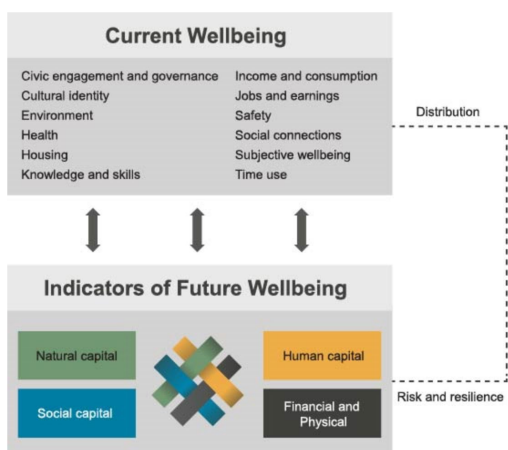 Current Wellbeing
Civic engagement and governance
Cultural identity
Environment
Health
Housing
Knowledge and skills
Income and consumption
Jobs and earnings
Safety
Social connections
Subjective wellbeing
Time use
Distribution
Indicators of Future Wellbeing
Natural capital
Social capital
Human capital
Financial and
Physical
Risk and resilience